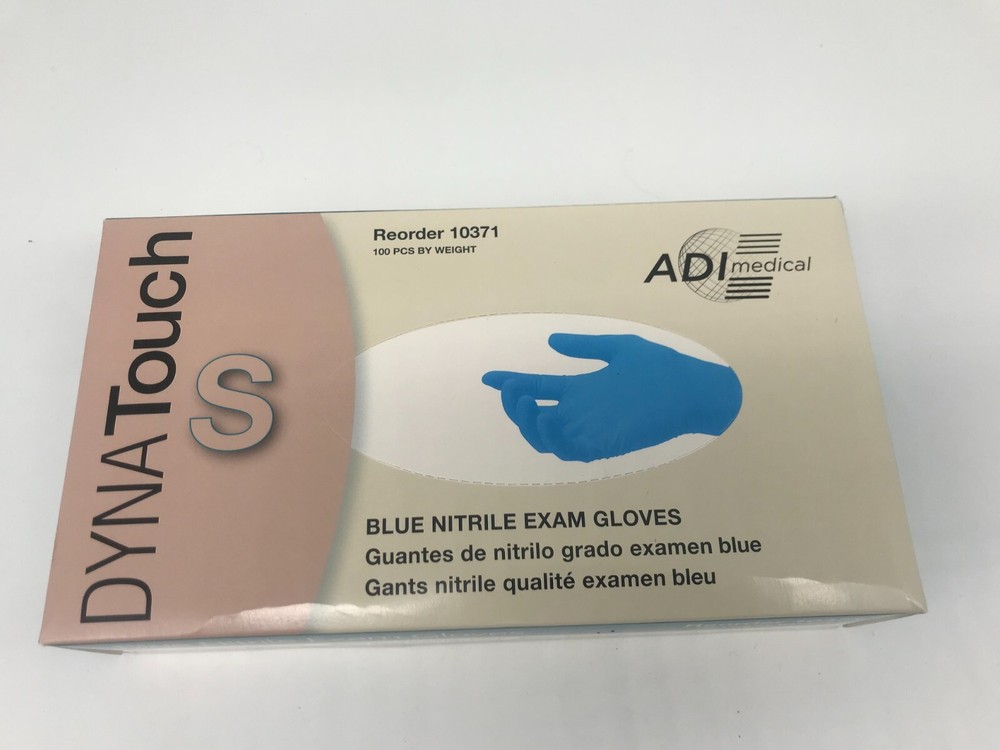 DYNATouch
S
Reorder 10371
100 PCS BY WEIGHT
ADI medical
BLUE NITRILE EXAM GLOVES
Guantes de nitrilo grado examen blue
Gants nitrile qualité examen bleu